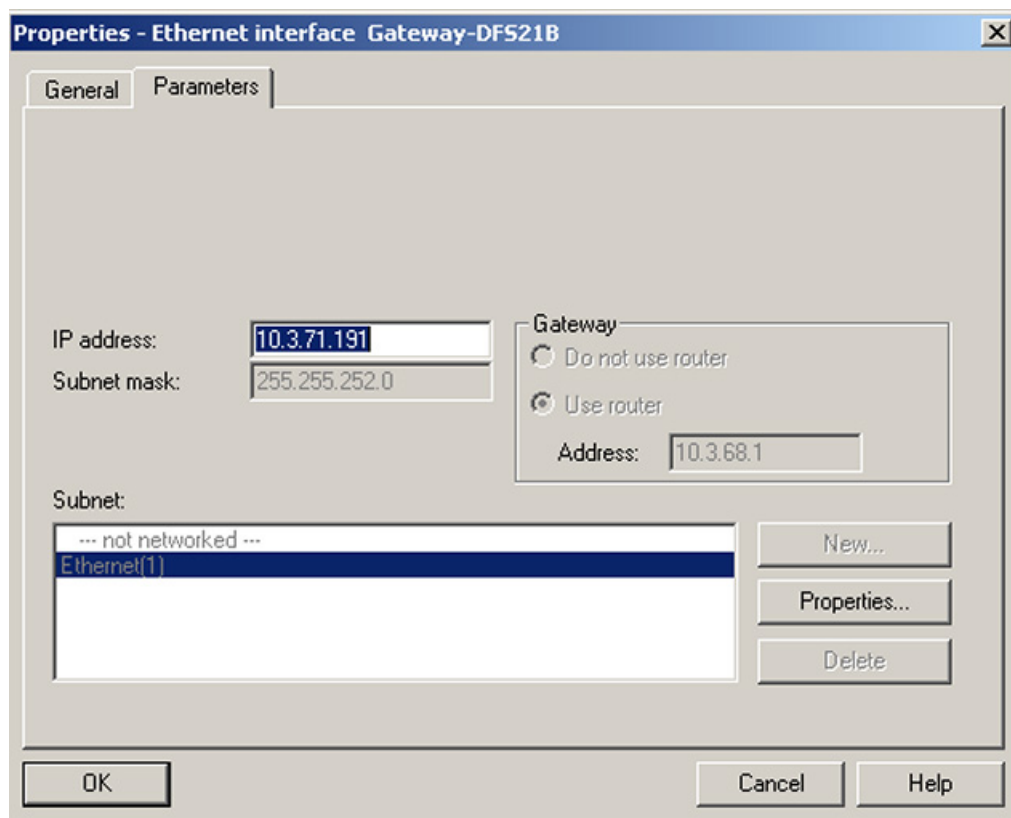 Properties - Ethernet interface Gateway-DFS21B
General
Parameters
IP address:
10.3.71.191
Subnet mask:
255.255.252.0
Gateway
Do not use router
Use router
Address:
10.3.68.1
Subnet:
--- not networked ---
Ethernet(1)
New...
Properties...
Delete
OK
Cancel
Help